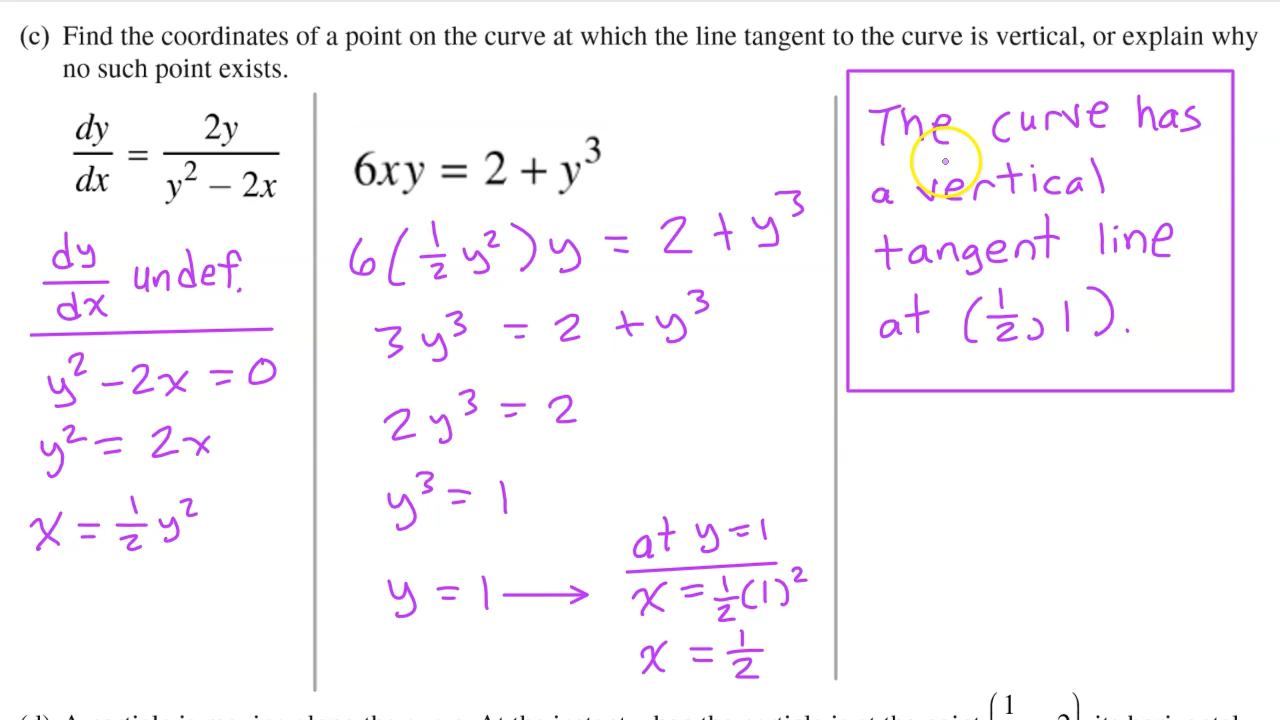 (c) Find the coordinates of a point on the curve at which the line tangent to the curve is vertical, or explain why
no such point exists.
dy/dx = 2y/(y² − 2x)
dy/dx undef.
y² − 2x = 0
y² = 2x
x = 1/2 y²
6xy = 2 + y³
6(1/2 y²)y = 2 + y³
3y³ = 2 + y³
2y³ = 2
y³ = 1
y = 1 ⟶
at y = 1
x = 1/2 (1)²
x = 1/2
The curve has
a vertical
tangent line
at (1/2, 1).